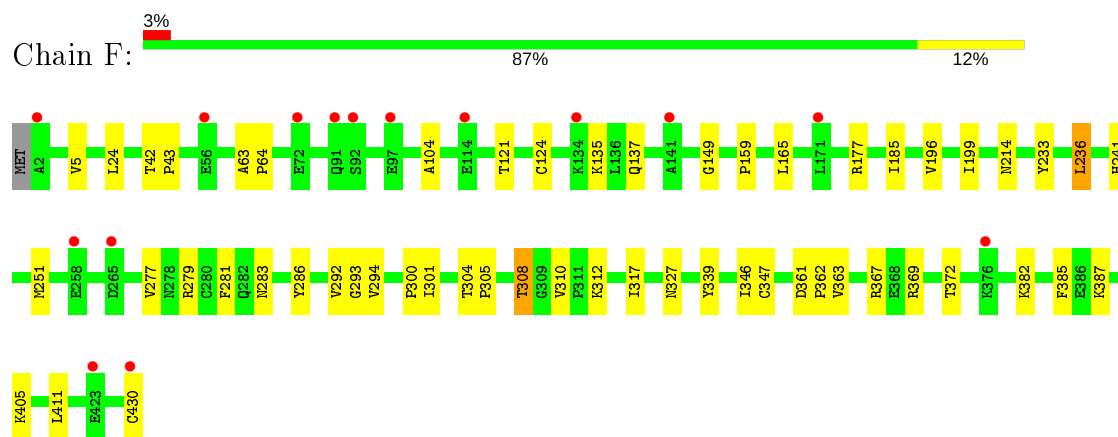 3%
Chain F:
87% 12%
MET A2 V5 L24 T42 P43 E56 A63 P64 E72 Q91 S92 E97 A104 E114 T121 C124 K134 K135 L136 Q137 A141 G149 P159 L165 L171 R177 I185 V196 I199 N214 Y233 L236 H241
M251 E258 D265 V277 N278 R279 C280 F281 Q282 N283 Y286 V292 G293 V294 P300 I301 T304 P305 T308 G309 V310 P311 K312 I317 N327 Y339 I346 C347 D361 P362 V363 R367 E368 R369 T372 K376 K382 F385 E386 K387
K405 L411 E423 C430